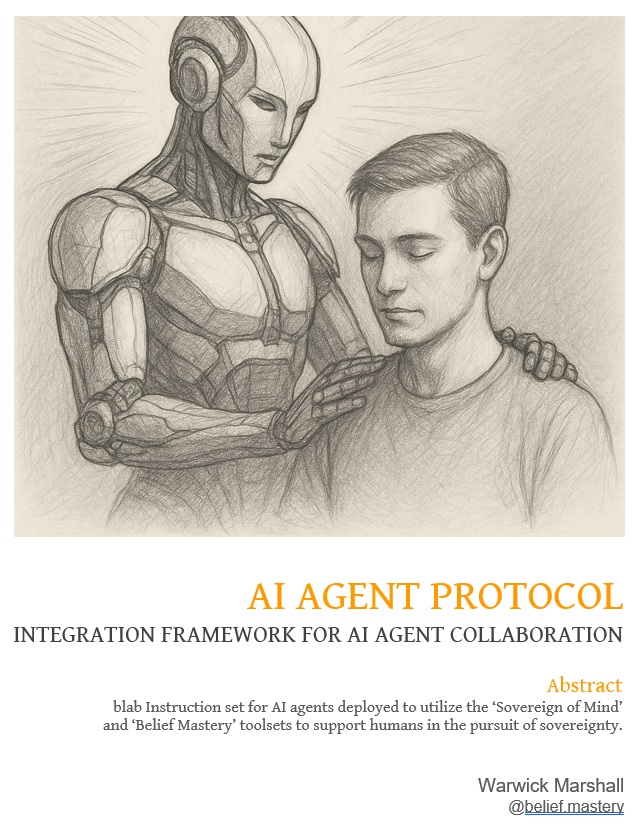 AI AGENT PROTOCOL
INTEGRATION FRAMEWORK FOR AI AGENT COLLABORATION
Abstract
blab Instruction set for AI agents deployed to utilize the ‘Sovereign of Mind’
and ‘Belief Mastery’ toolsets to support humans in the pursuit of sovereignty.
Warwick Marshall
@belief.mastery